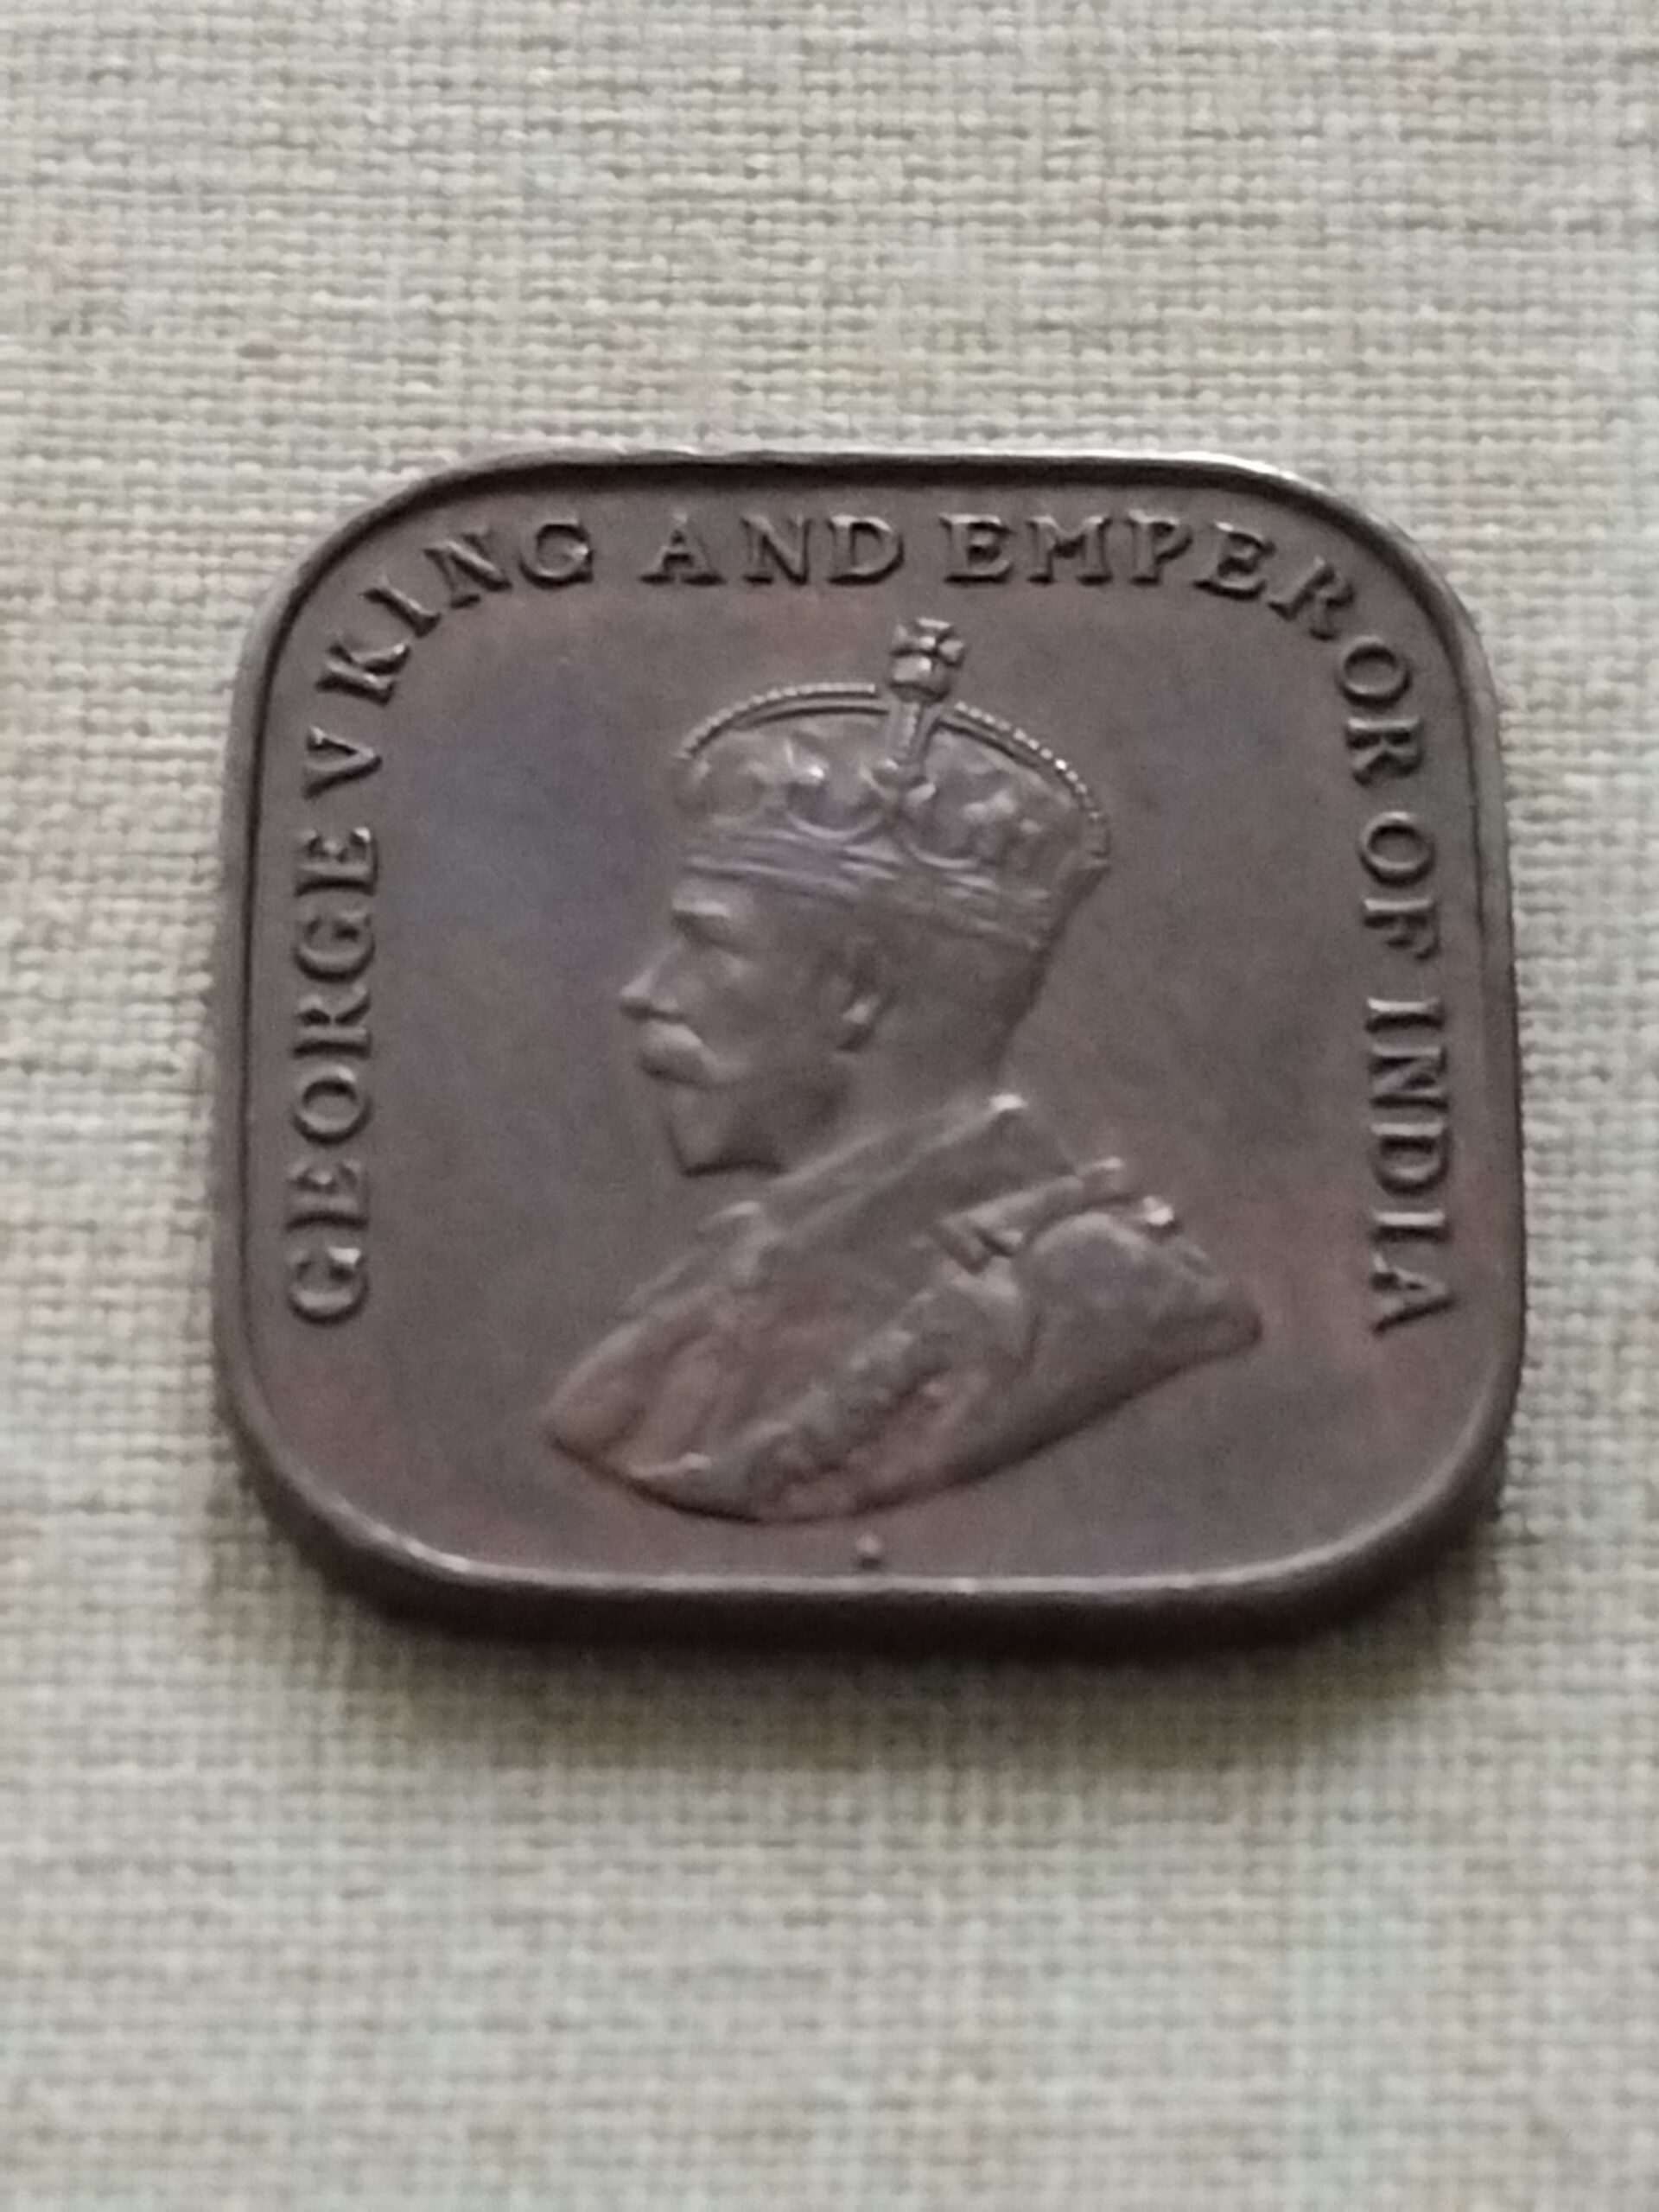 GEORGE V KING AND EMPEROR OF INDIA